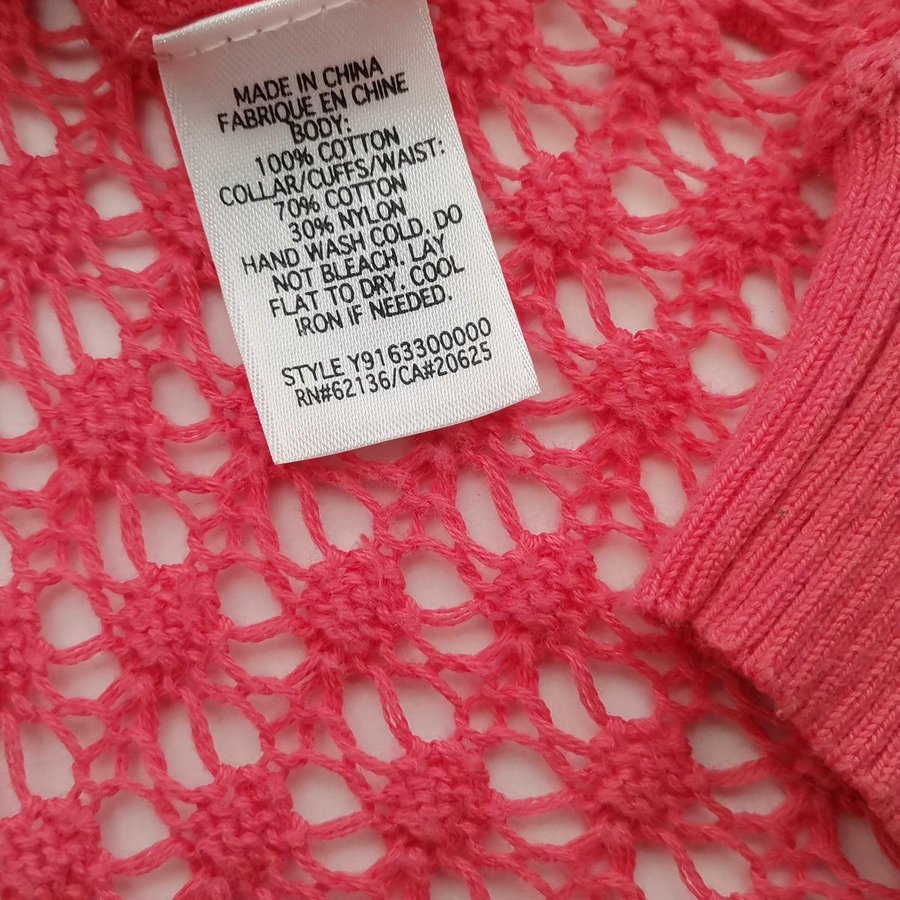 MADE IN CHINA
FABRIQUE EN CHINE
BODY:
100% COTTON
COLLAR/CUFFS/WAIST:
70% COTTON
30% NYLON
HAND WASH COLD. DO
NOT BLEACH. LAY
FLAT TO DRY. COOL
IRON IF NEEDED.
STYLE Y9163300000
RN#62136/CA#20625